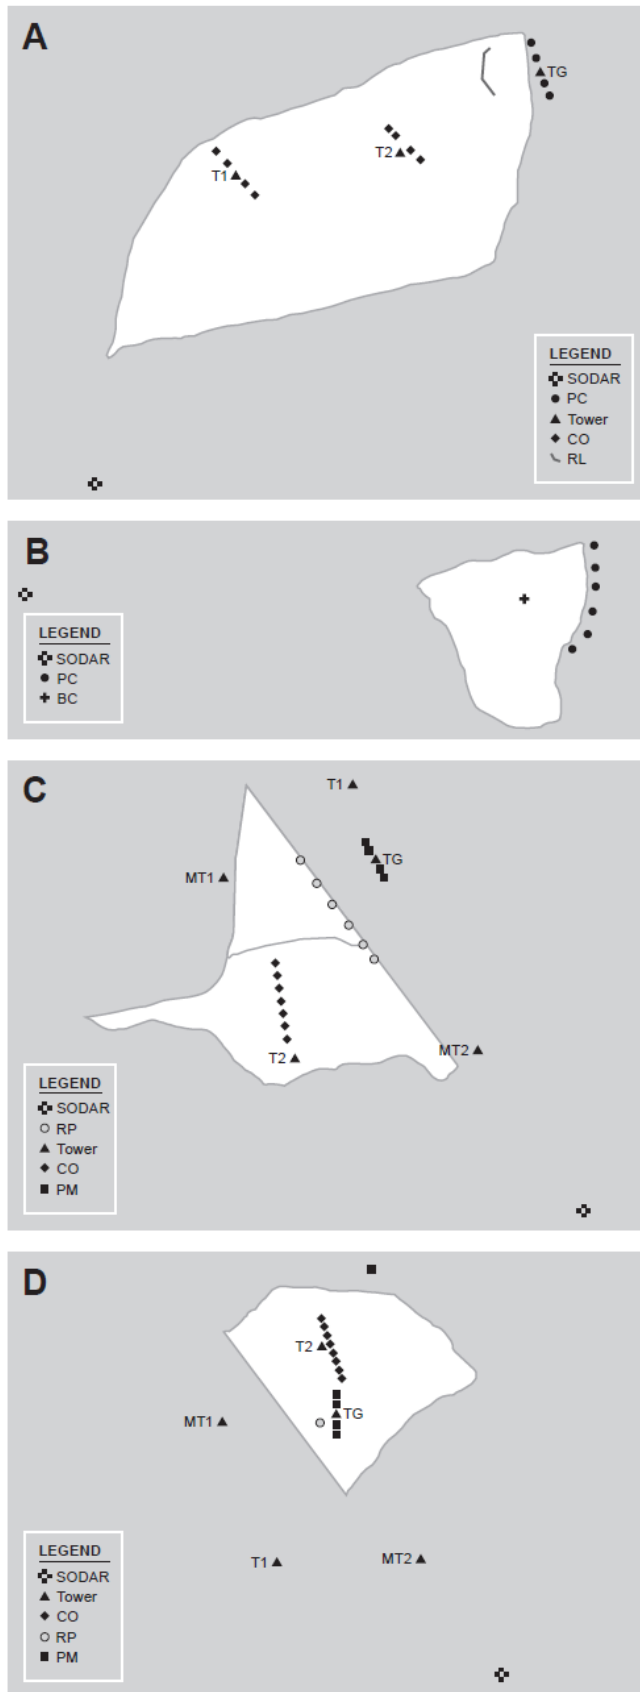 A
TG
T2
T1
LEGEND
SODAR
PC
Tower
CO
RL
B
LEGEND
SODAR
PC
BC
C
T1
TG
MT1
MT2
T2
LEGEND
SODAR
RP
Tower
CO
PM
D
T2
TG
MT1
T1
MT2
LEGEND
SODAR
Tower
CO
RP
PM